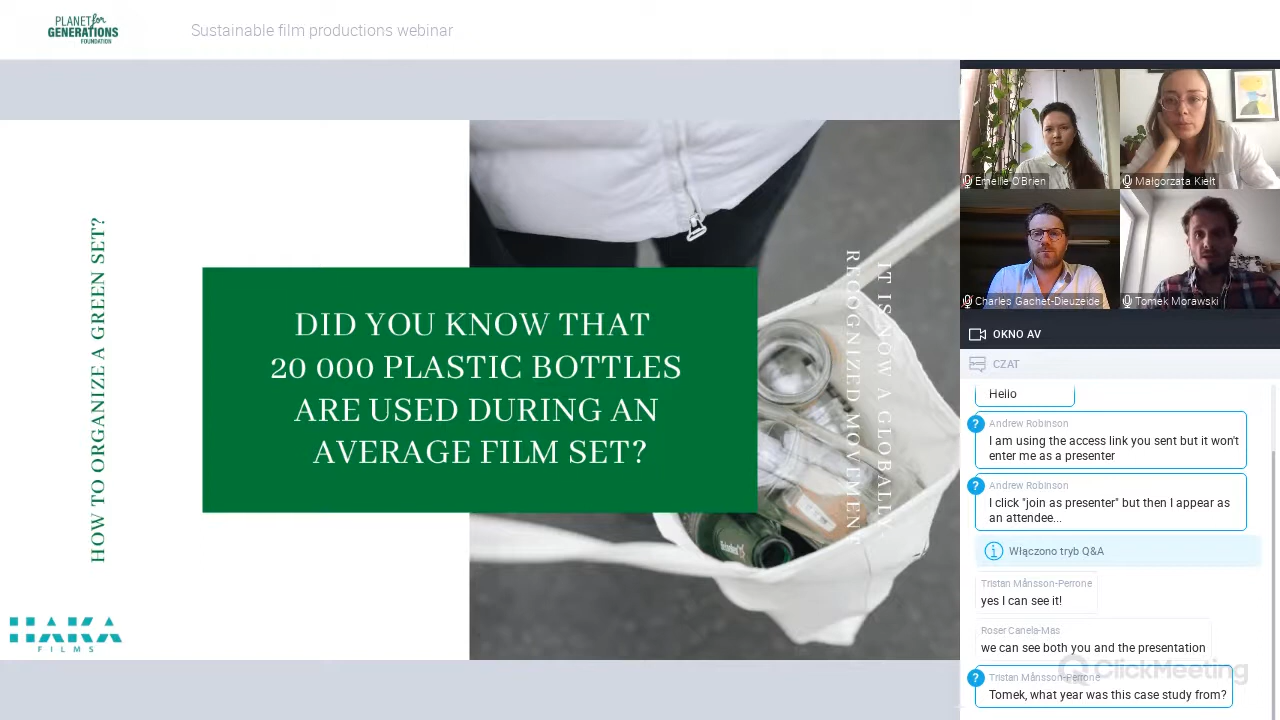 PLANET for
GENERATIONS
FOUNDATION
Sustainable film productions webinar
HOW TO ORGANIZE A GREEN SET?
DID YOU KNOW THAT
20 000 PLASTIC BOTTLES
ARE USED DURING AN
AVERAGE FILM SET?
IT IS NOW A GLOBALLY
RECOGNIZED MOVEMENT
Heineken
HAKA
FILMS
Emellie O'Brien
Małgorzata Kiełt
Charles Gachet-Dieuzeide
Tomek Morawski
OKNO AV
CZAT
Hello
Andrew Robinson
I am using the access link you sent but it won't
enter me as a presenter
Andrew Robinson
I click "join as presenter" but then I appear as
an attendee...
Włączono tryb Q&A
Tristan Månsson-Perrone
yes I can see it!
Roser Canela-Mas
we can see both you and the presentation
ClickMeeting
Tristan Månsson-Perrone
Tomek, what year was this case study from?